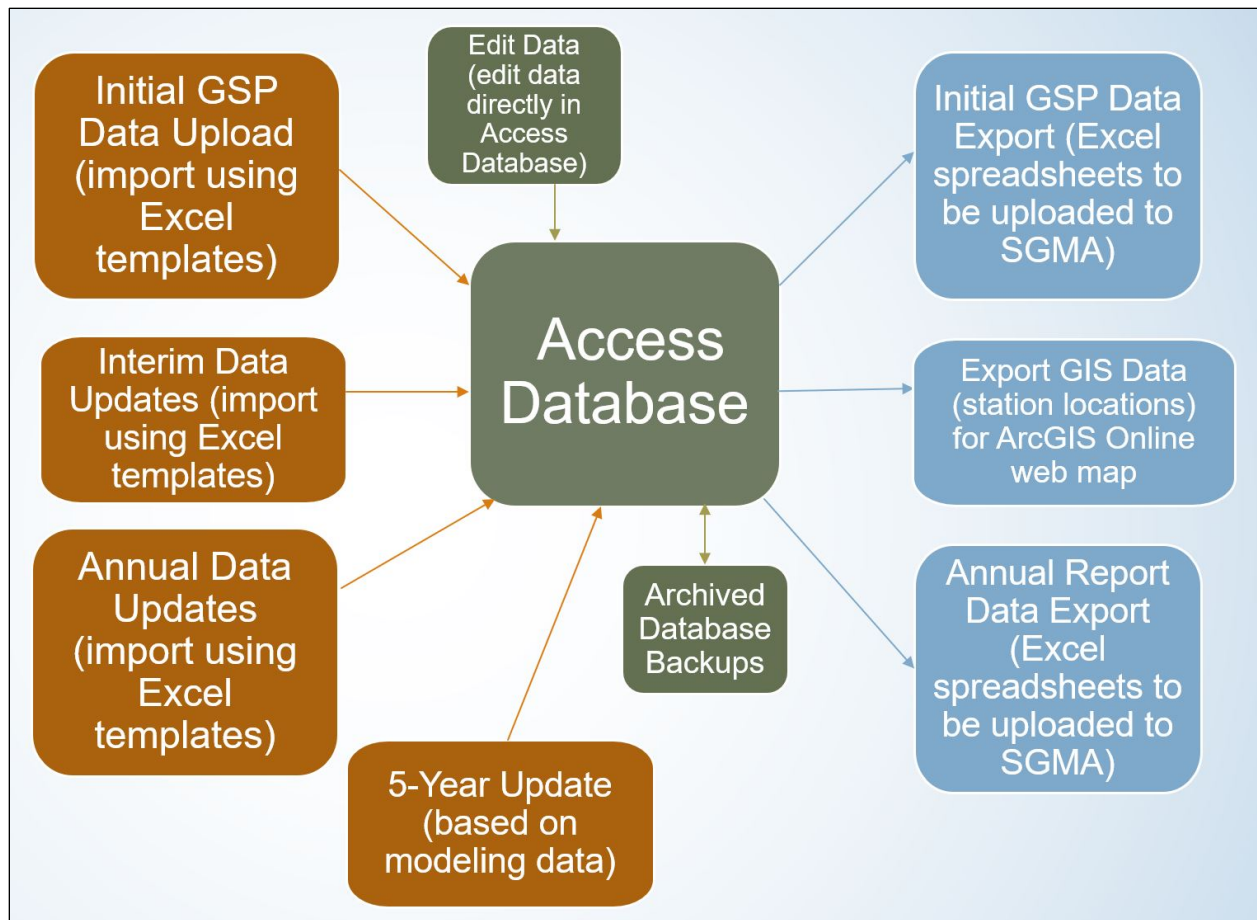 Initial GSP
Data Upload
(import using
Excel
templates)
Edit Data
(edit data
directly in
Access
Database)
Initial GSP Data
Export (Excel
spreadsheets to
be uploaded to
SGMA)
Interim Data
Updates (import
using Excel
templates)
Access
Database
Export GIS Data
(station locations)
for ArcGIS Online
web map
Annual Data
Updates
(import using
Excel
templates)
Archived
Database
Backups
Annual Report
Data Export
(Excel
spreadsheets to
be uploaded to
SGMA)
5-Year Update
(based on
modeling data)